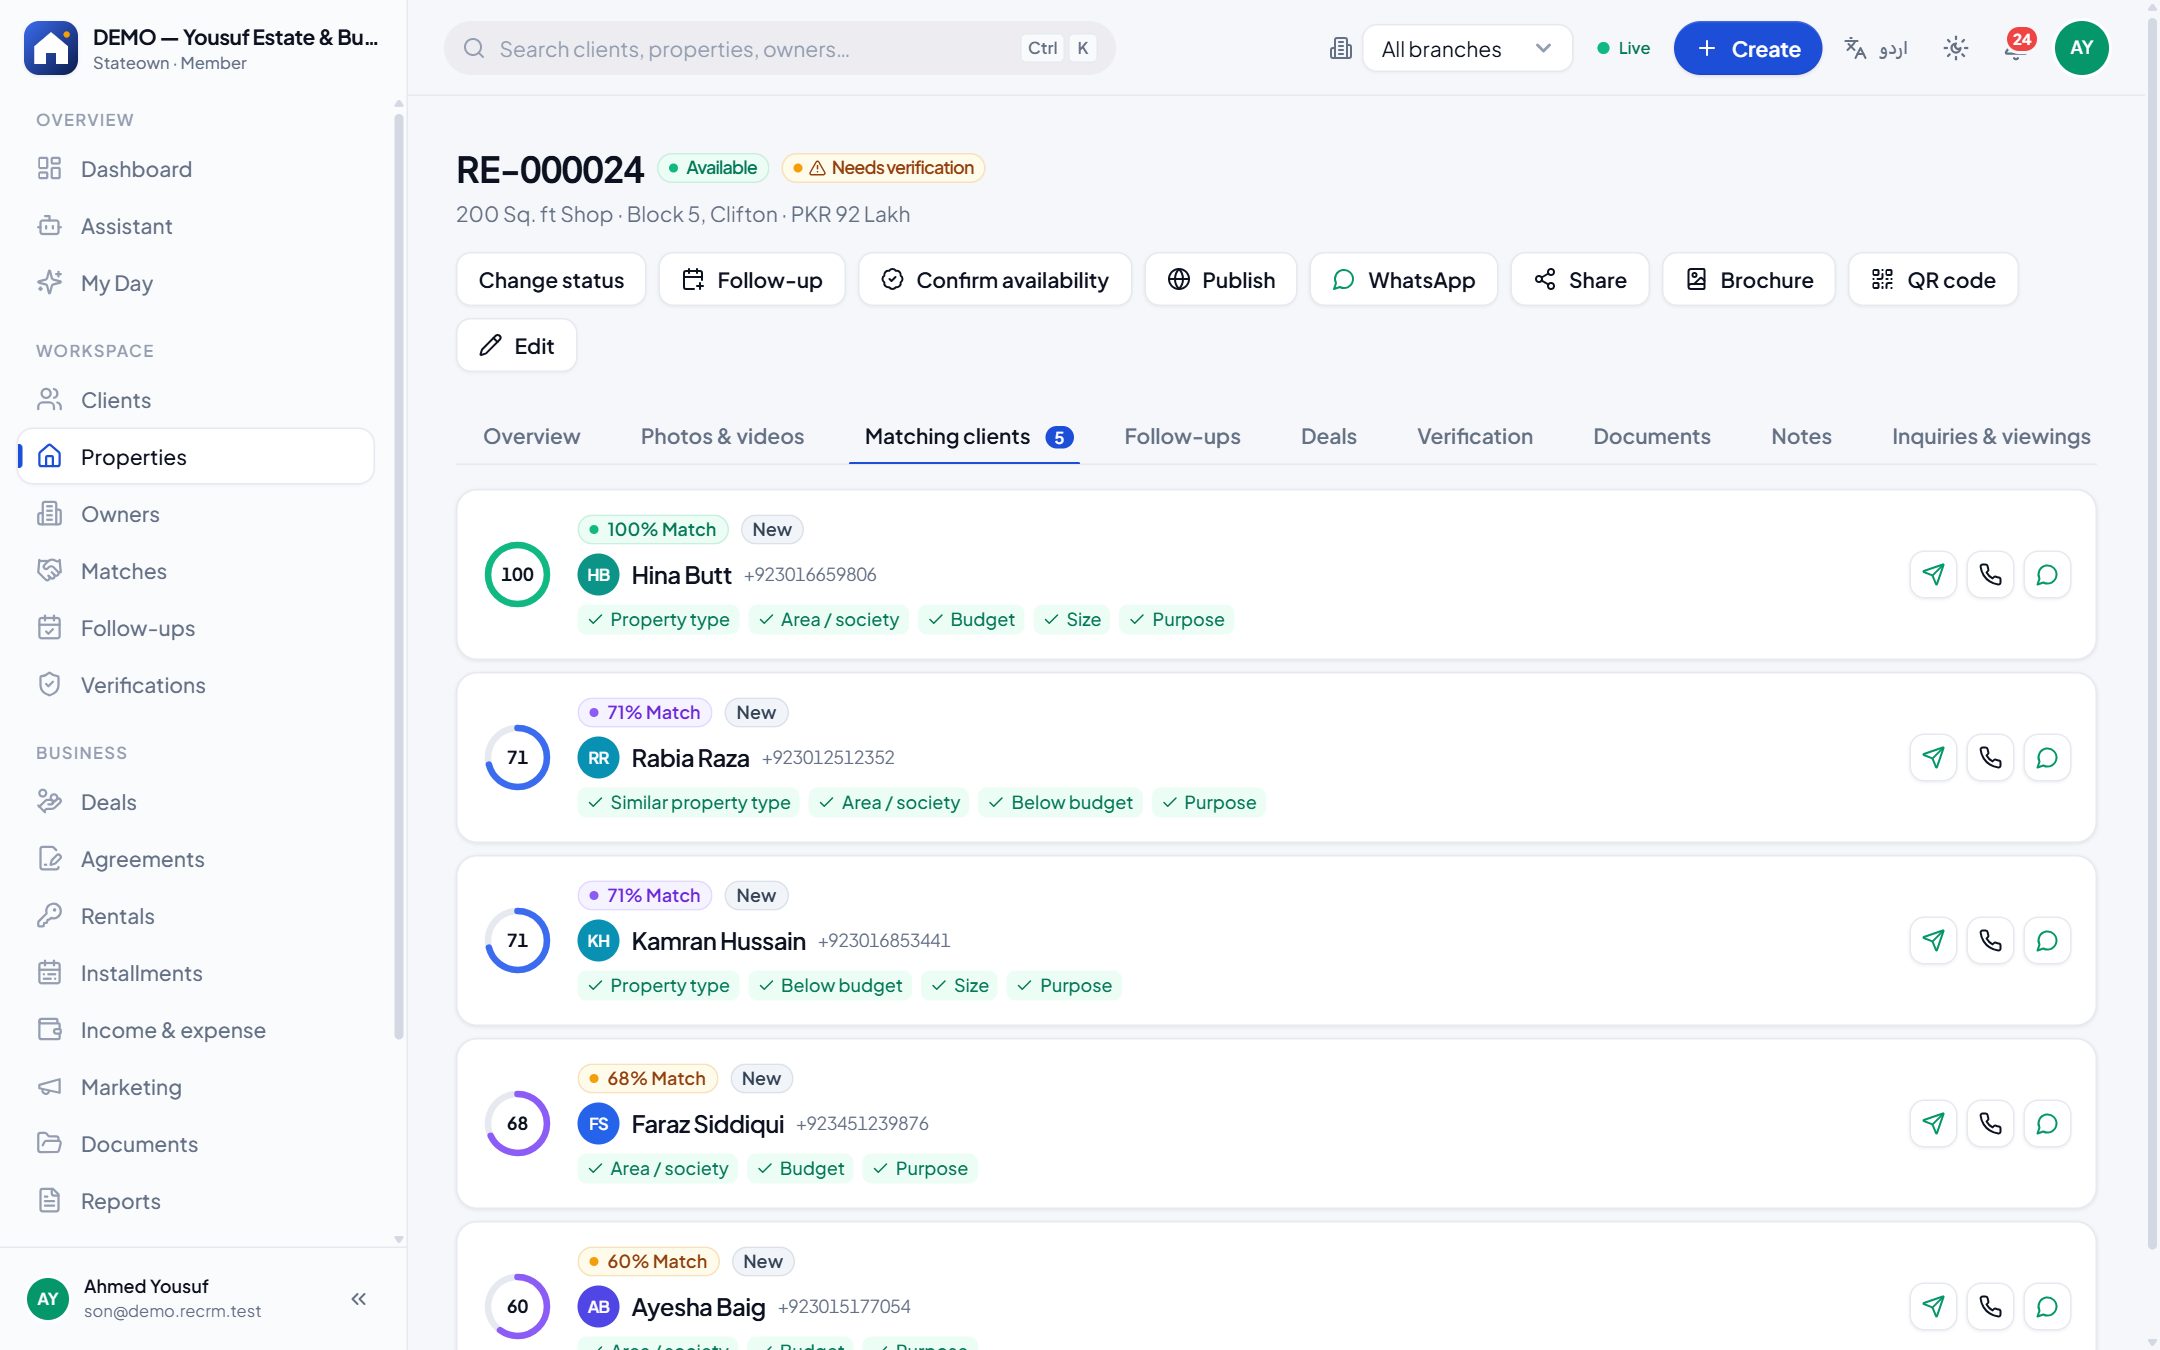 DEMO — Yousuf Estate & Bu...
Stateown · Member
Search clients, properties, owners...
Ctrl K
All branches
Live
Create
اردو
24
AY
OVERVIEW
Dashboard
Assistant
My Day
WORKSPACE
Clients
Properties
Owners
Matches
Follow-ups
Verifications
BUSINESS
Deals
Agreements
Rentals
Installments
Income & expense
Marketing
Documents
Reports
AY
Ahmed Yousuf
son@demo.recrm.test
RE-000024 Available Needs verification
200 Sq. ft Shop · Block 5, Clifton · PKR 92 Lakh
Change status Follow-up Confirm availability Publish WhatsApp Share Brochure QR code
Edit
Overview Photos & videos Matching clients 5 Follow-ups Deals Verification Documents Notes Inquiries & viewings
100% Match New
100 HB Hina Butt +923016659806
Property type Area / society Budget Size Purpose
71% Match New
71 RR Rabia Raza +923012512352
Similar property type Area / society Below budget Purpose
71% Match New
71 KH Kamran Hussain +923016853441
Property type Below budget Size Purpose
68% Match New
68 FS Faraz Siddiqui +923451239876
Area / society Budget Purpose
60% Match New
60 AB Ayesha Baig +923015177054
Area / society Budget Purpose